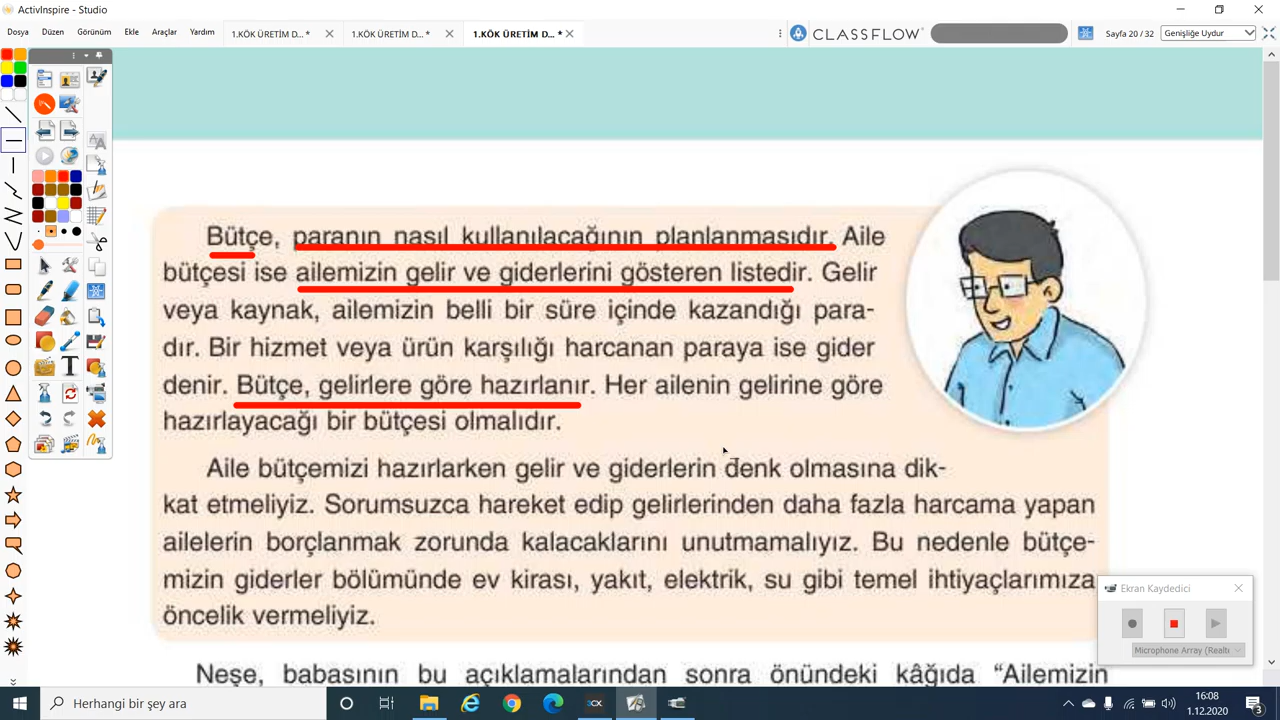 ActivInspire - Studio
Dosya Düzen Görünüm Ekle Araçlar Yardım
1.KÖK ÜRETİM D...* 1.KÖK ÜRETİM D...* 1.KÖK ÜRETİM D...*
CLASSFLOW
Sayfa 20 / 32 Genişliğe Uydur
Bütçe, paranın nasıl kullanılacağının planlanmasıdır. Aile
bütçesi ise ailemizin gelir ve giderlerini gösteren listedir. Gelir
veya kaynak, ailemizin belli bir süre içinde kazandığı para-
dır. Bir hizmet veya ürün karşılığı harcanan paraya ise gider
denir. Bütçe, gelirlere göre hazırlanır. Her ailenin gelirine göre
hazırlayacağı bir bütçesi olmalıdır.
Aile bütçemizi hazırlarken gelir ve giderlerin denk olmasına dik-
kat etmeliyiz. Sorumsuzca hareket edip gelirlerinden daha fazla harcama yapan
ailelerin borçlanmak zorunda kalacaklarını unutmamalıyız. Bu nedenle bütçe-
mizin giderler bölümünde ev kirası, yakıt, elektrik, su gibi temel ihtiyaçlarımıza
öncelik vermeliyiz.
Neşe, babasının bu açıklamalarından sonra önündeki kâğıda “Ailemizin
Ekran Kaydedici
Microphone Array (Realte
Herhangi bir şey ara
16:08
1.12.2020
3